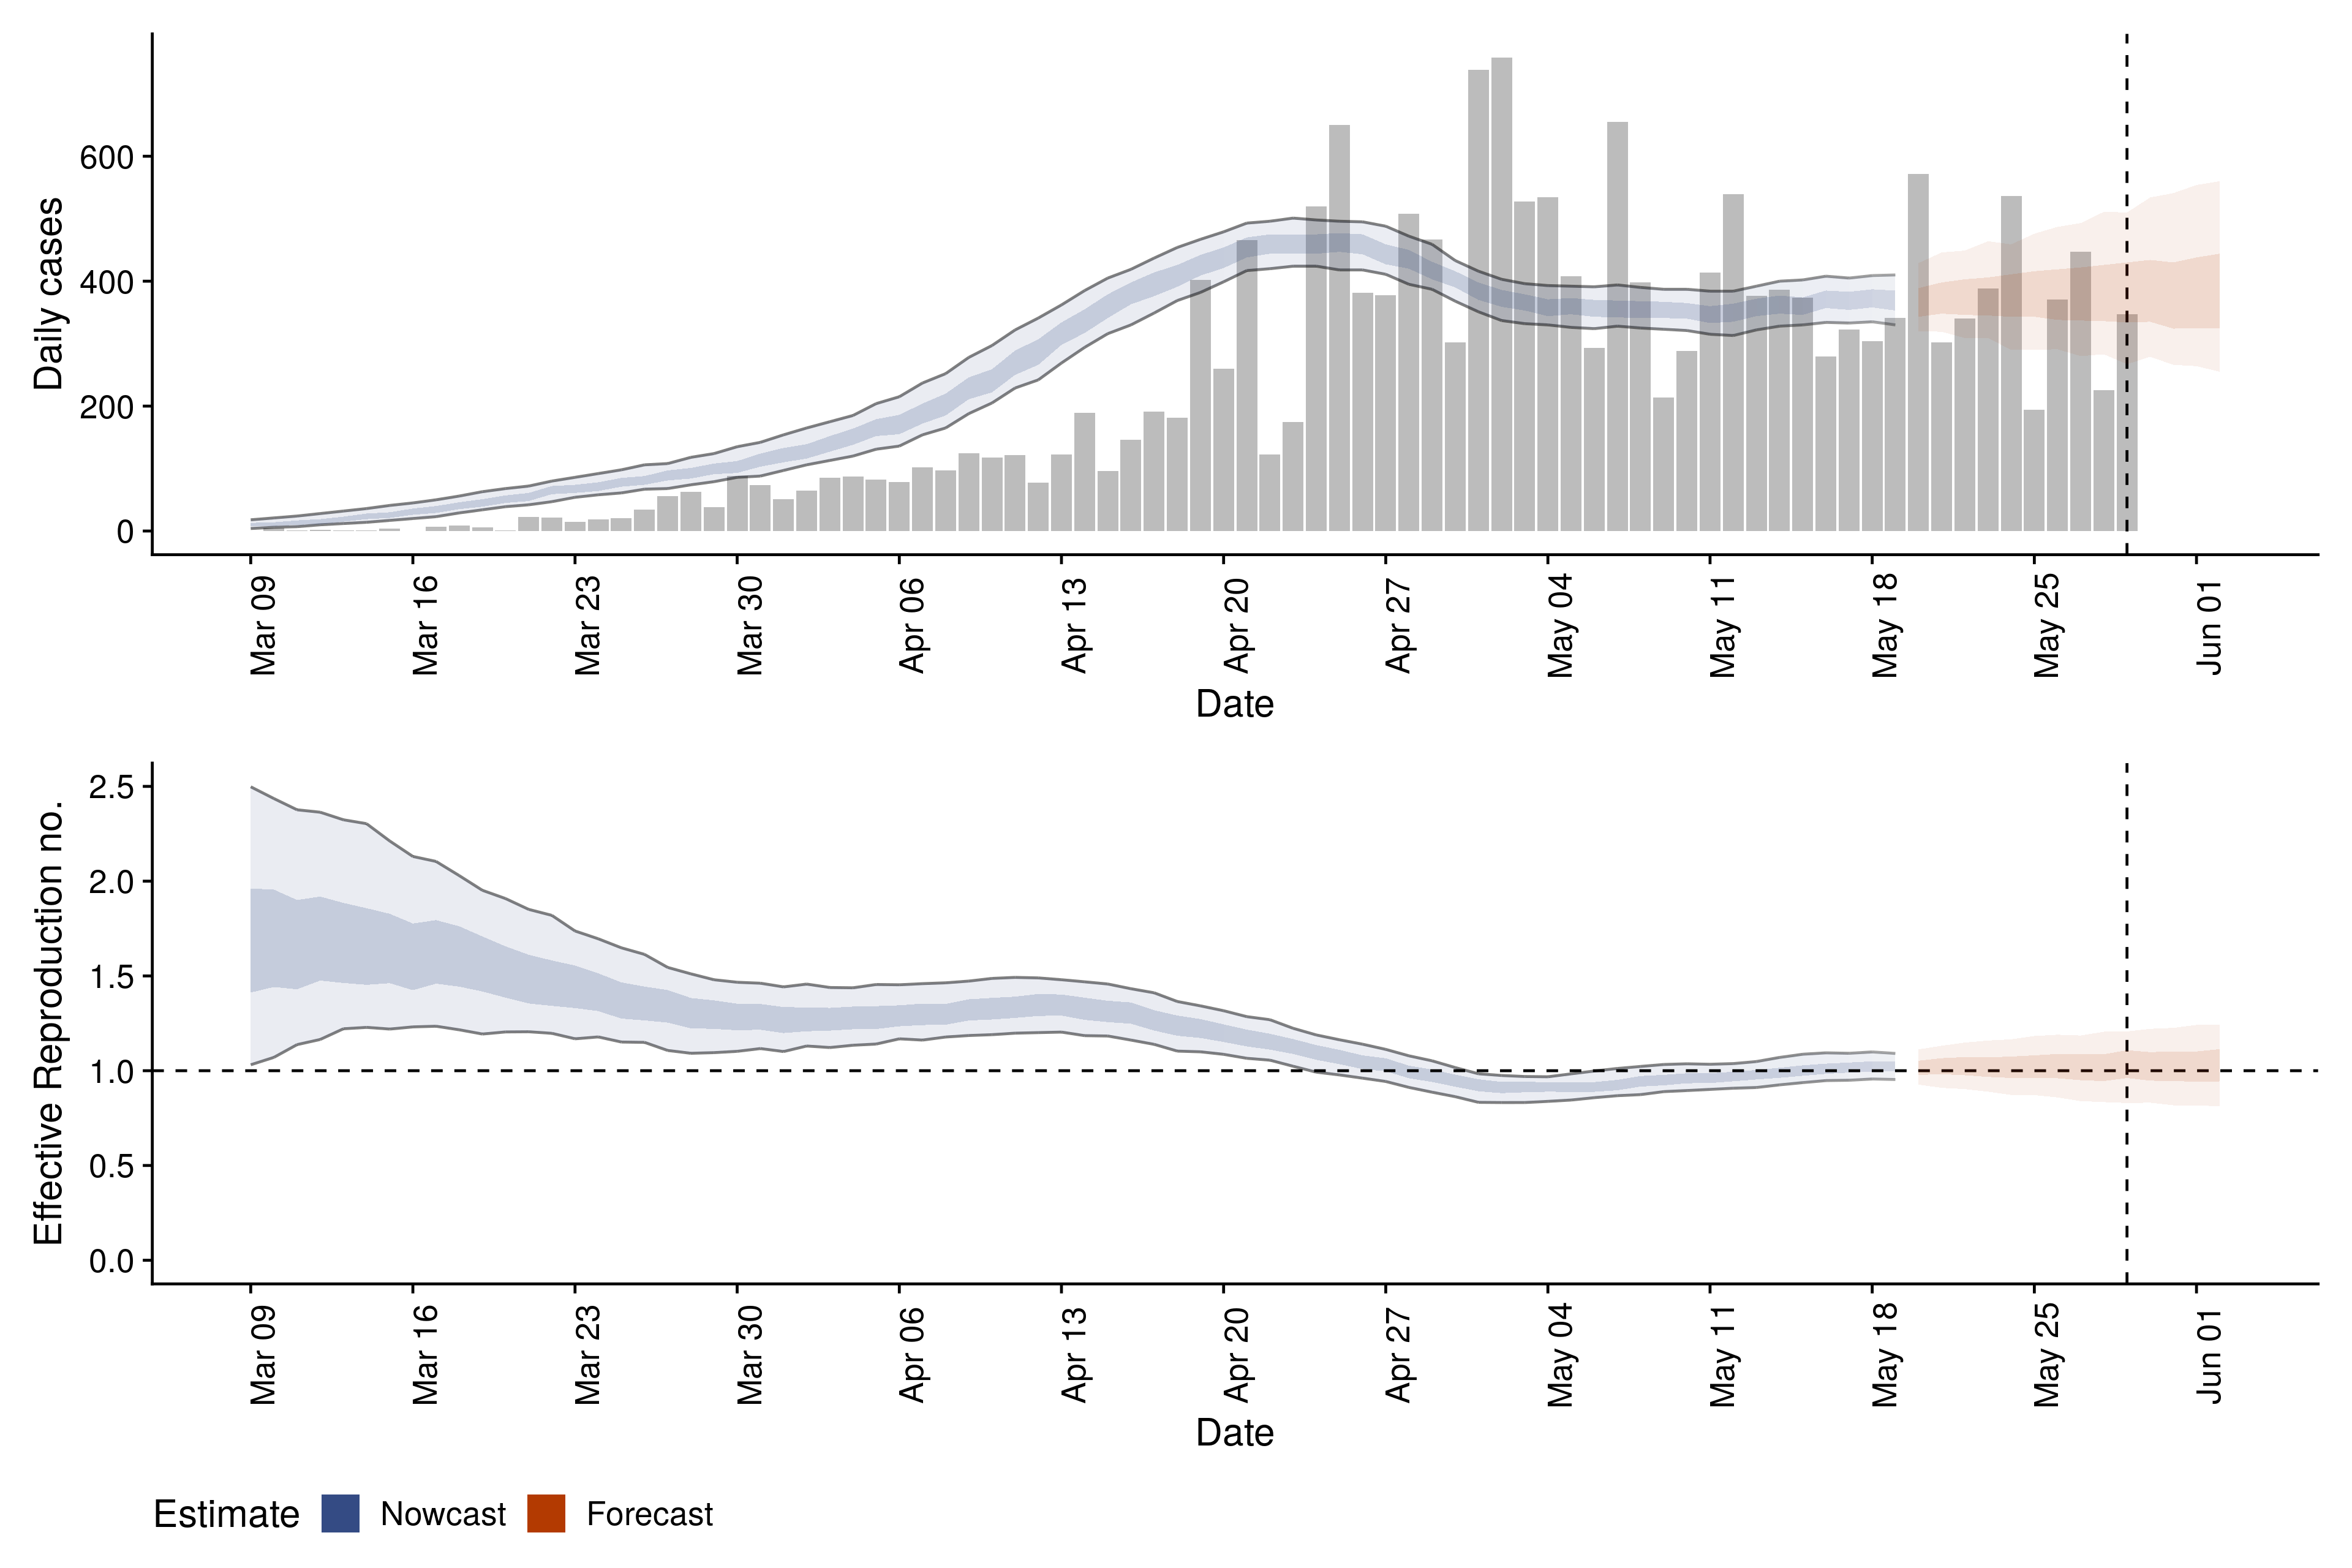 Daily cases
600
400
200
0
Mar 09 Mar 16 Mar 23 Mar 30 Apr 06 Apr 13 Apr 20 Apr 27 May 04 May 11 May 18 May 25 Jun 01
Date
Effective Reproduction no.
2.5
2.0
1.5
1.0
0.5
0.0
Mar 09 Mar 16 Mar 23 Mar 30 Apr 06 Apr 13 Apr 20 Apr 27 May 04 May 11 May 18 May 25 Jun 01
Date
Estimate Nowcast Forecast